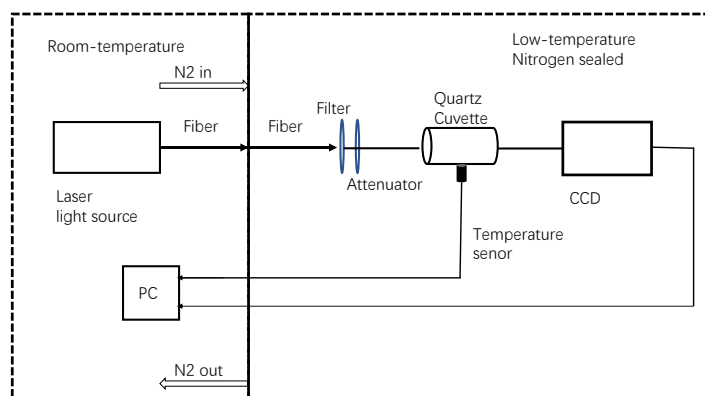 Room-temperature
Low-temperature
Nitrogen sealed
N2 in
Fiber
Fiber
Filter
Quartz
Cuvette
Attenuator
Laser
light source
CCD
Temperature
senor
PC
N2 out